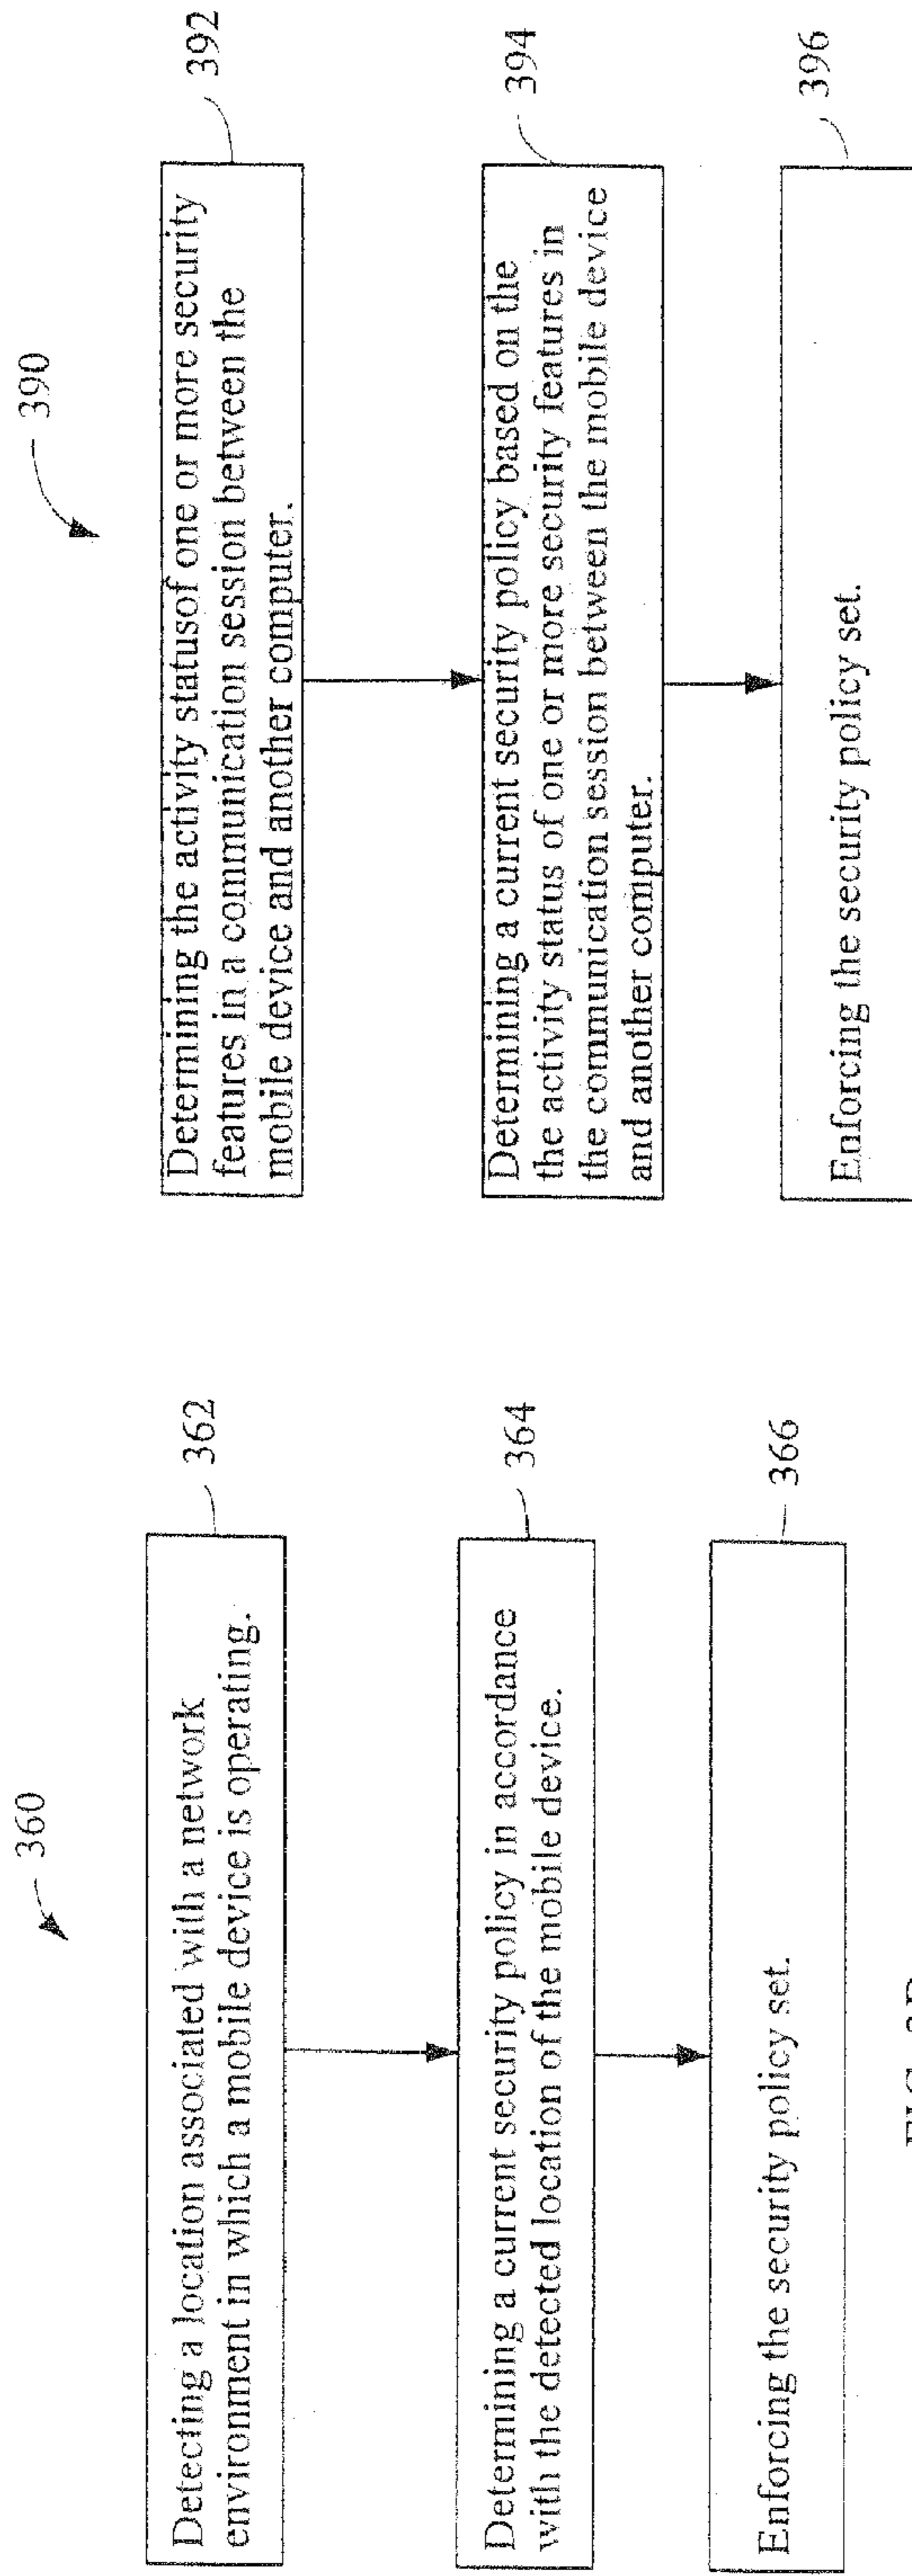 360
Detecting a location associated with a network
environment in which a mobile device is operating.
362
Determining a current security policy in accordance
with the detected location of the mobile device.
364
Enforcing the security policy set.
366
FIG.
390
Determining the activity statusof one or more security
features in a communication session between the
mobile device and another computer.
392
Determining a current security policy based on the
the activity status of one or more security features in
the communication session between the mobile device
and another computer.
394
Enforcing the security policy set.
396